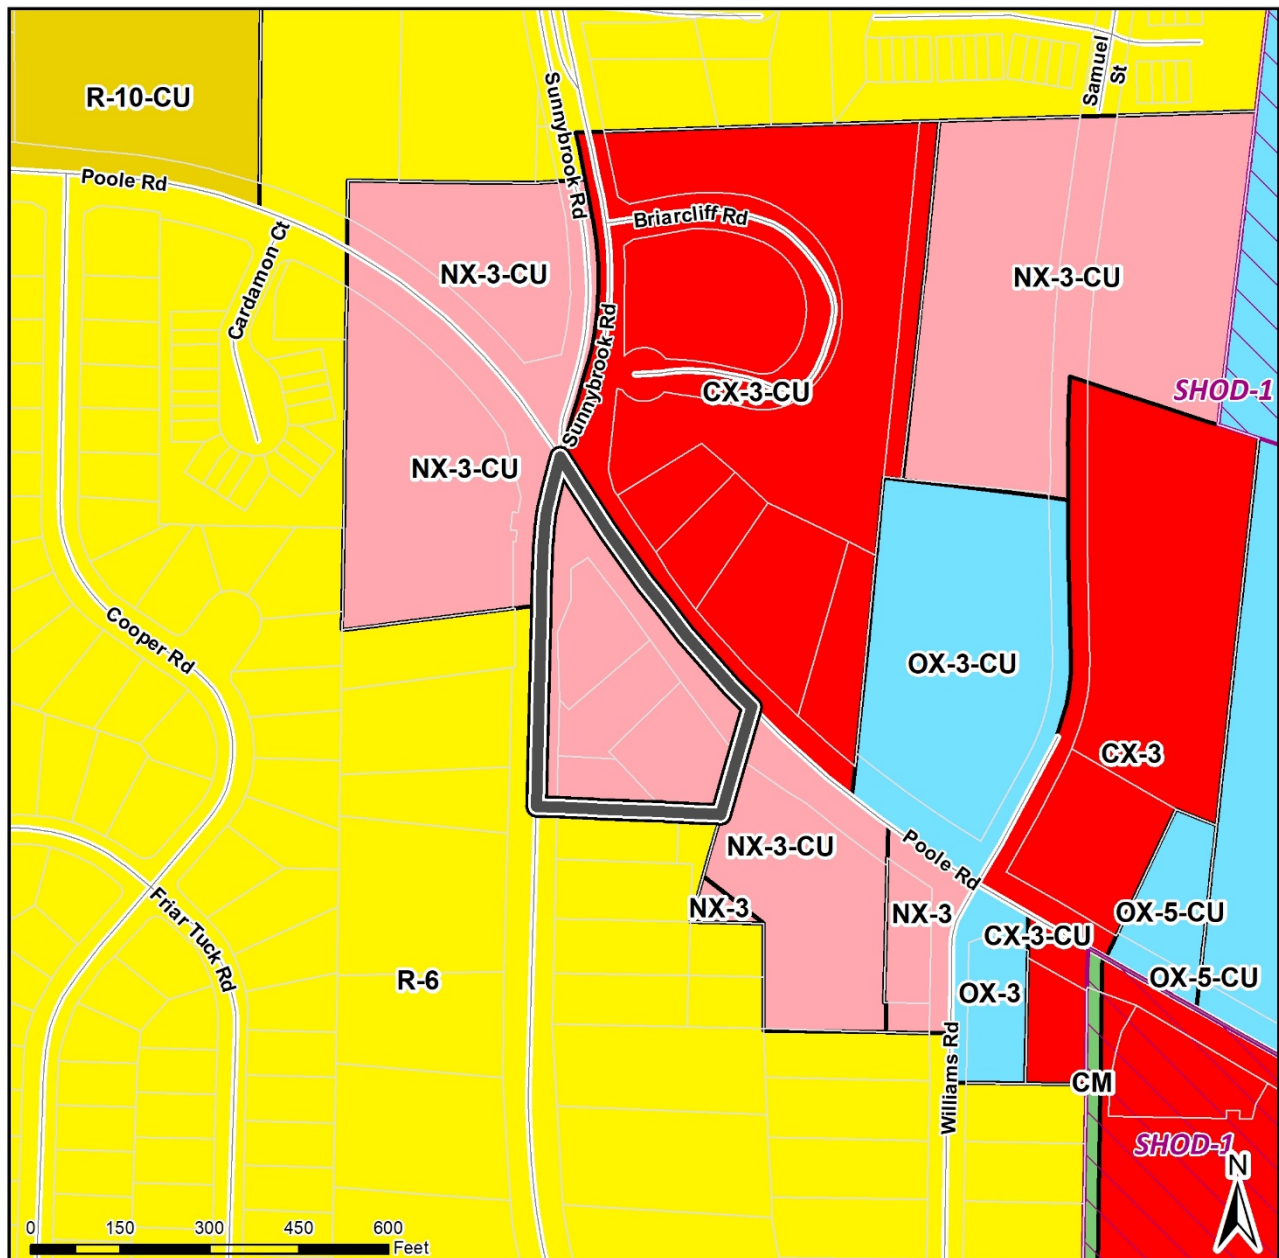 Samuel
St
R-10-CU
Sunnybrook Rd
Poole Rd
Briarcliff Rd
Cardamon Ct
NX-3-CU
NX-3-CU
Sunnybrook Rd
CX-3-CU
SHOD-1
NX-3-CU
Cooper Rd
OX-3-CU
CX-3
NX-3-CU
Poole Rd
Friar Tuck Rd
NX-3
NX-3
OX-5-CU
CX-3-CU
R-6
OX-3
OX-5-CU
Williams Rd
CM
SHOD-1
N
0 150 300 450 600
Feet